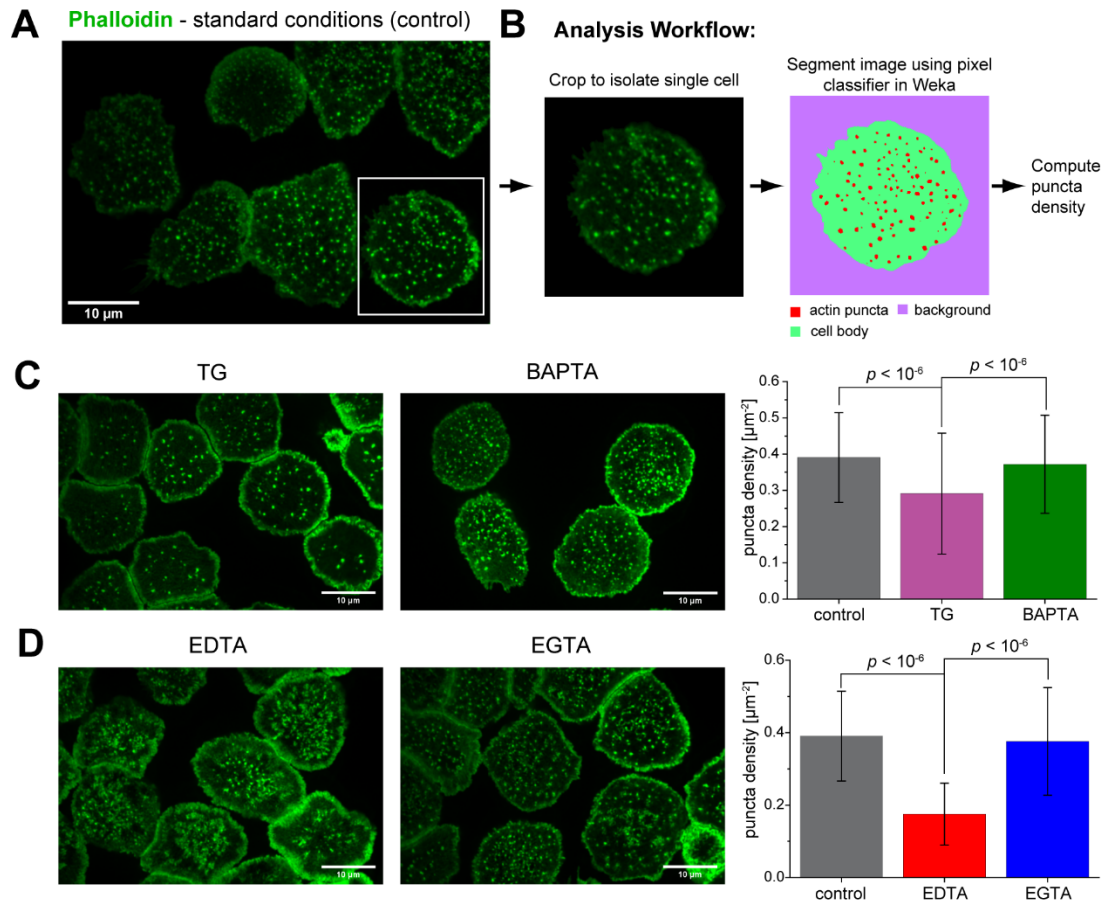 A
Phalloidin - standard conditions (control)
10 µm
B
Analysis Workflow:
Crop to isolate single cell
Segment image using pixel
classifier in Weka
Compute
puncta
density
actin puncta
background
cell body
C
TG
10 µm
BAPTA
10 µm
puncta density [µm⁻²]
0.6
0.5
0.4
0.3
0.2
0.1
0.0
p < 10⁻⁶
p < 10⁻⁶
control
TG
BAPTA
D
EDTA
10 µm
EGTA
10 µm
puncta density [µm⁻²]
0.6
0.4
0.2
0.0
p < 10⁻⁶
p < 10⁻⁶
control
EDTA
EGTA